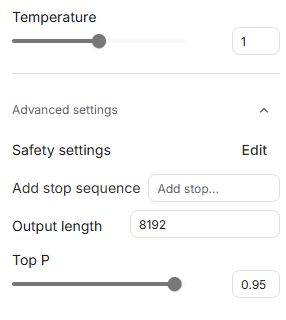 Temperature
1
Advanced settings
Safety settings Edit
Add stop sequence Add stop...
Output length 8192
Top P
0.95